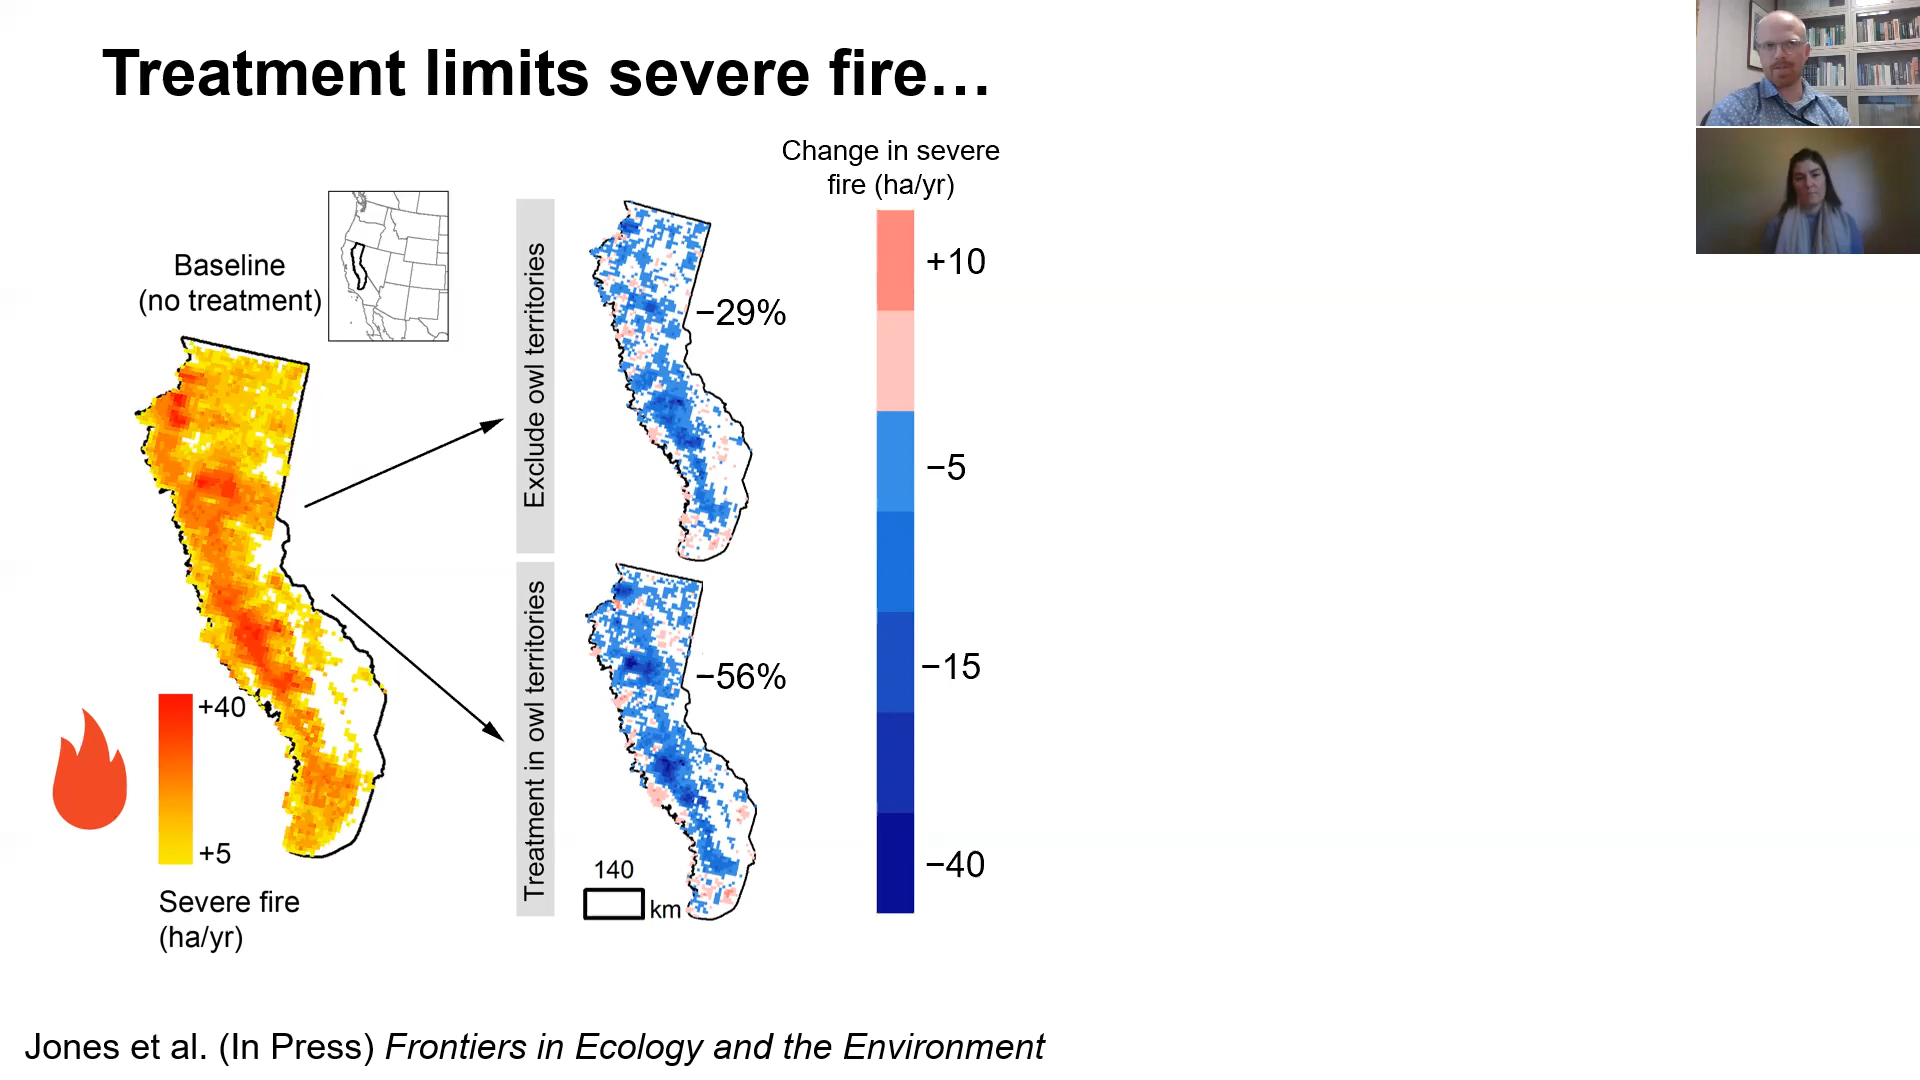 Treatment limits severe fire…
Change in severe
fire (ha/yr)
Baseline
(no treatment)
Exclude owl territories
−29%
+10
−5
−15
−40
Treatment in owl territories
−56%
140
km
+40
+5
Severe fire
(ha/yr)
Jones et al. (In Press) Frontiers in Ecology and the Environment